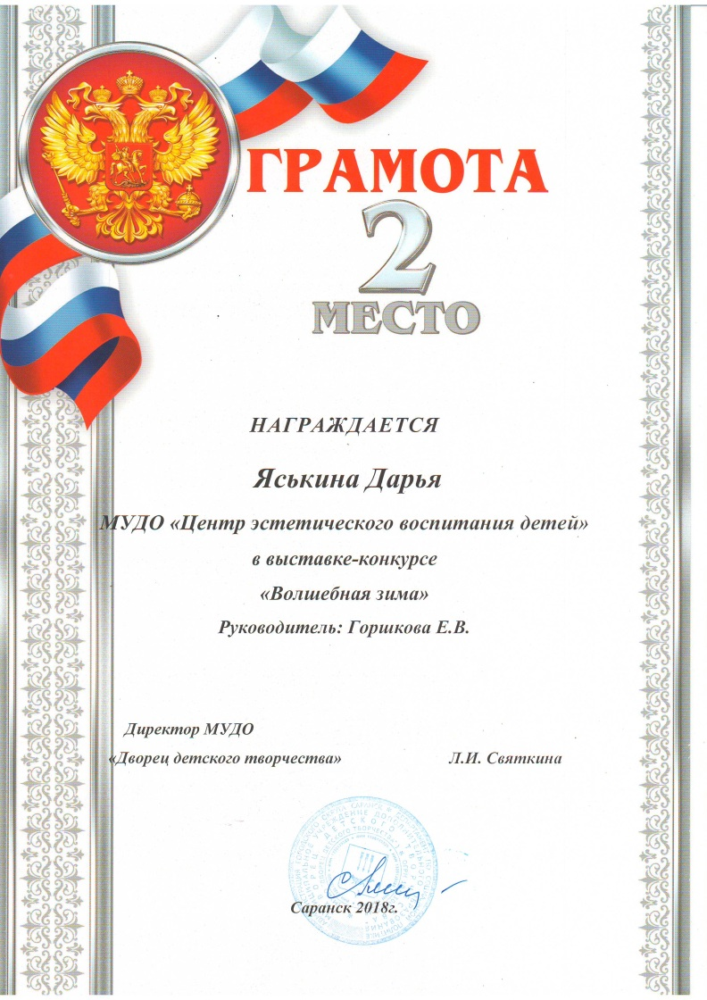 ГРАМОТА
2
МЕСТО
НАГРАЖДАЕТСЯ
Яськина Дарья
МУДО «Центр эстетического воспитания детей»
в выставке-конкурсе
«Волшебная зима»
Руководитель: Горшкова Е.В.
Директор МУДО
«Дворец детского творчества» Л.И. Святкина
Саранск 2018г.